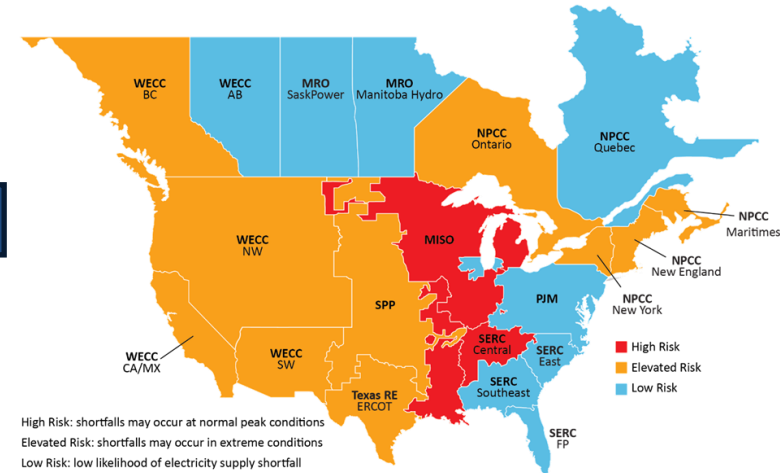 WECC
BC
WECC
AB
MRO
SaskPower
MRO
Manitoba Hydro
NPCC
Ontario
NPCC
Quebec
NPCC
Maritimes
NPCC
New England
NPCC
New York
WECC
NW
MISO
SPP
PJM
WECC
CA/MX
WECC
SW
SERC
Central
SERC
East
Texas RE
ERCOT
SERC
Southeast
SERC
FP
High Risk
Elevated Risk
Low Risk
High Risk: shortfalls may occur at normal peak conditions
Elevated Risk: shortfalls may occur in extreme conditions
Low Risk: low likelihood of electricity supply shortfall